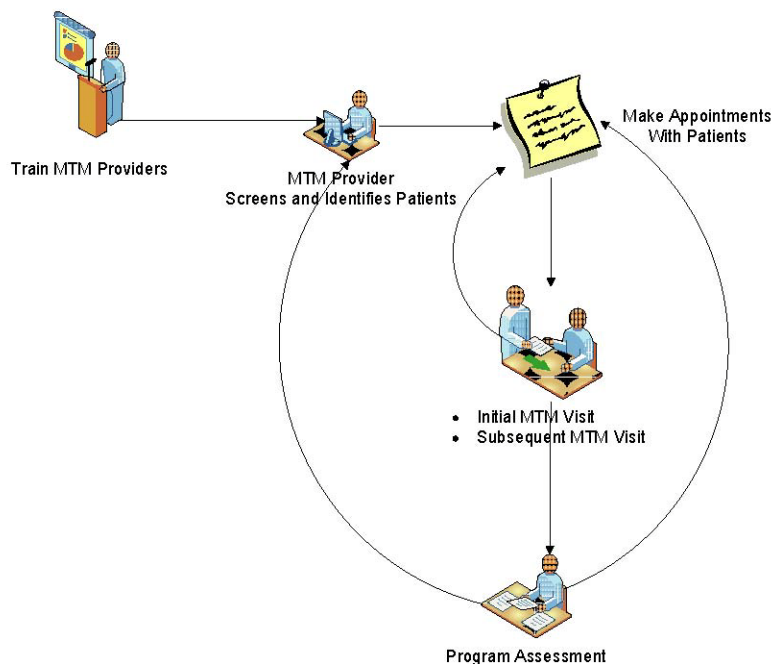 Train MTM Providers
MTM Provider
Screens and Identifies Patients
Make Appointments
With Patients
• Initial MTM Visit
• Subsequent MTM Visit
Program Assessment